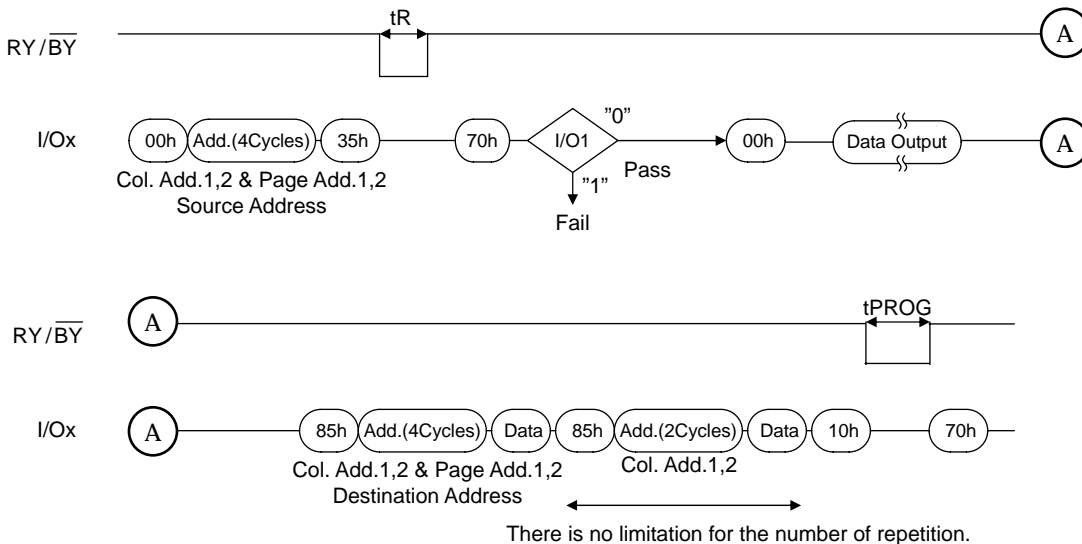 tR
RY/BY A
I/Ox 00h Add.(4Cycles) 35h 70h I/O1 "0" Pass 00h Data Output A
Col. Add.1,2 & Page Add.1,2
Source Address
"1"
Fail
tPROG
RY/BY A
I/Ox A 85h Add.(4Cycles) Data 85h Add.(2Cycles) Data 10h 70h
Col. Add.1,2 & Page Add.1,2 Col. Add.1,2
Destination Address
There is no limitation for the number of repetition.